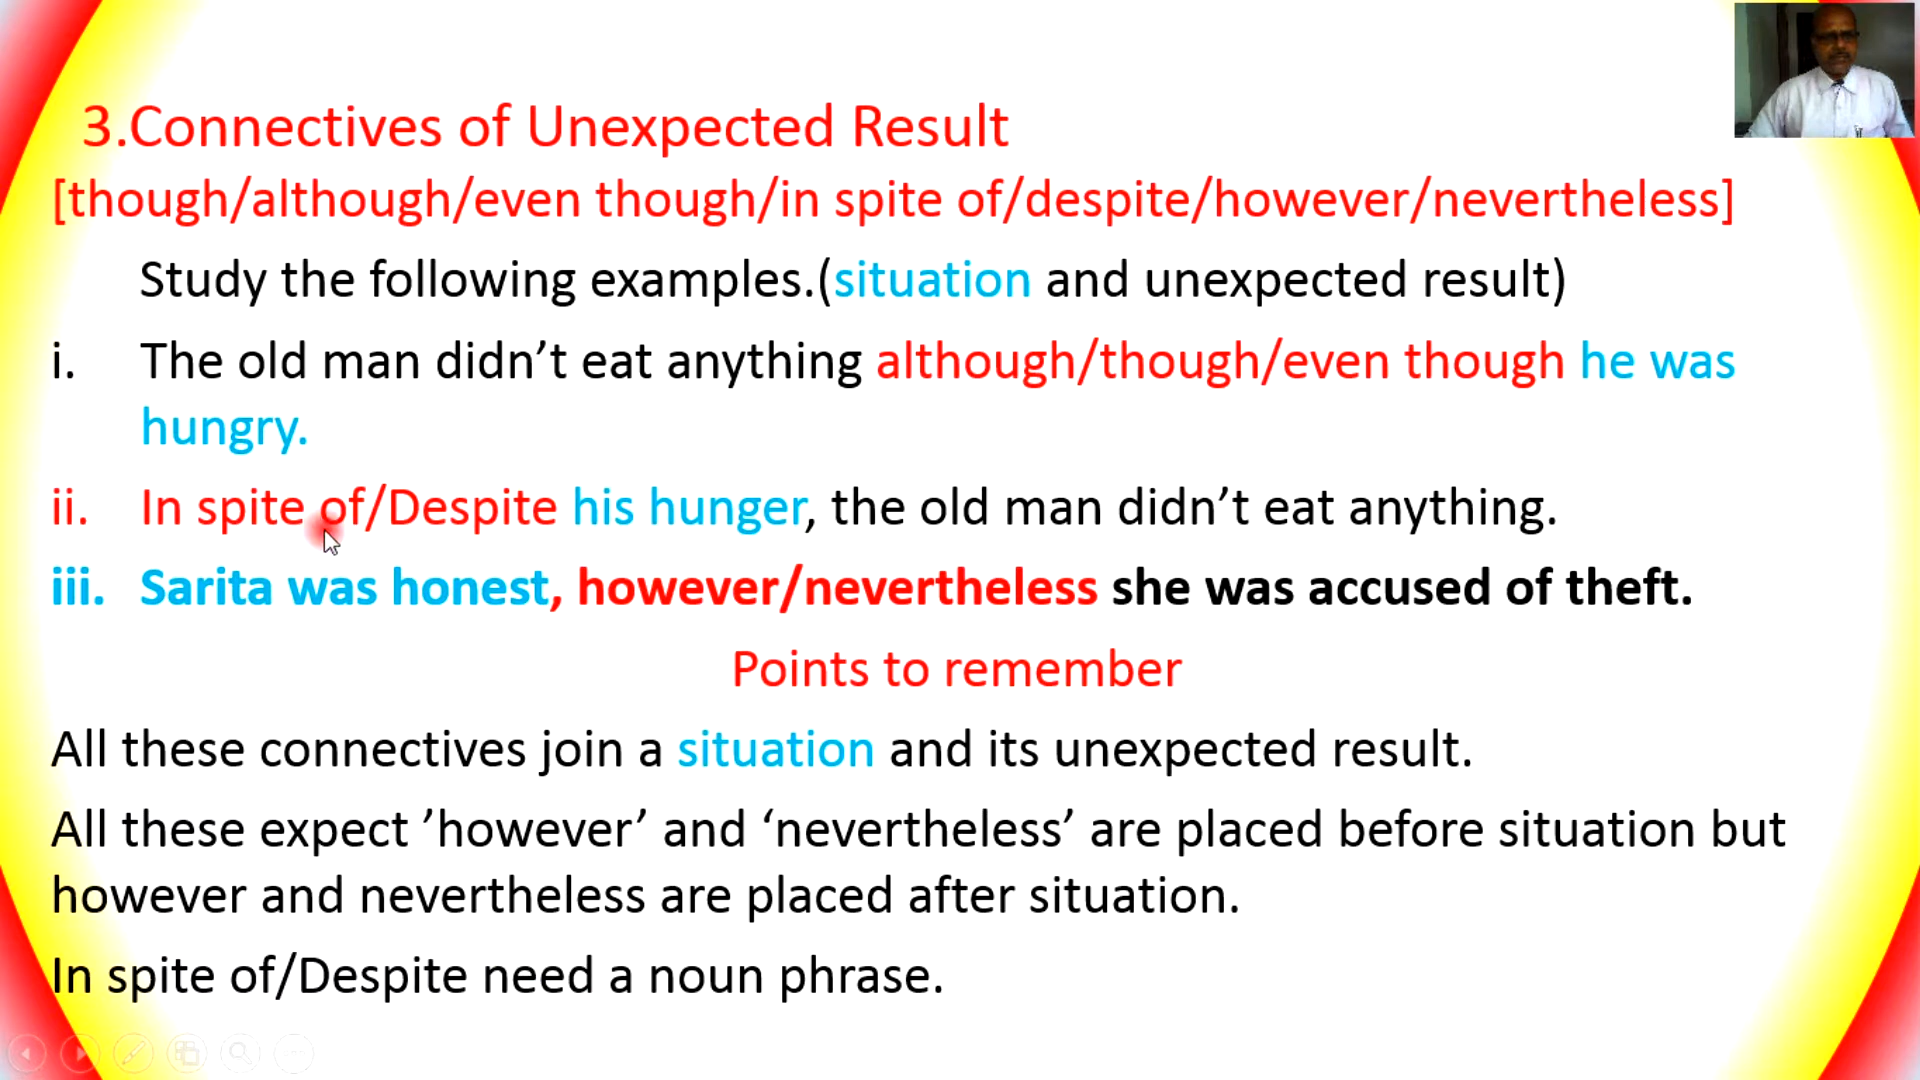 3.Connectives of Unexpected Result
[though/although/even though/in spite of/despite/however/nevertheless]
Study the following examples.(situation and unexpected result)
i. The old man didn’t eat anything although/though/even though he was
hungry.
ii. In spite of/Despite his hunger, the old man didn’t eat anything.
iii. Sarita was honest, however/nevertheless she was accused of theft.
Points to remember
All these connectives join a situation and its unexpected result.
All these expect ’however’ and ‘nevertheless’ are placed before situation but
however and nevertheless are placed after situation.
In spite of/Despite need a noun phrase.